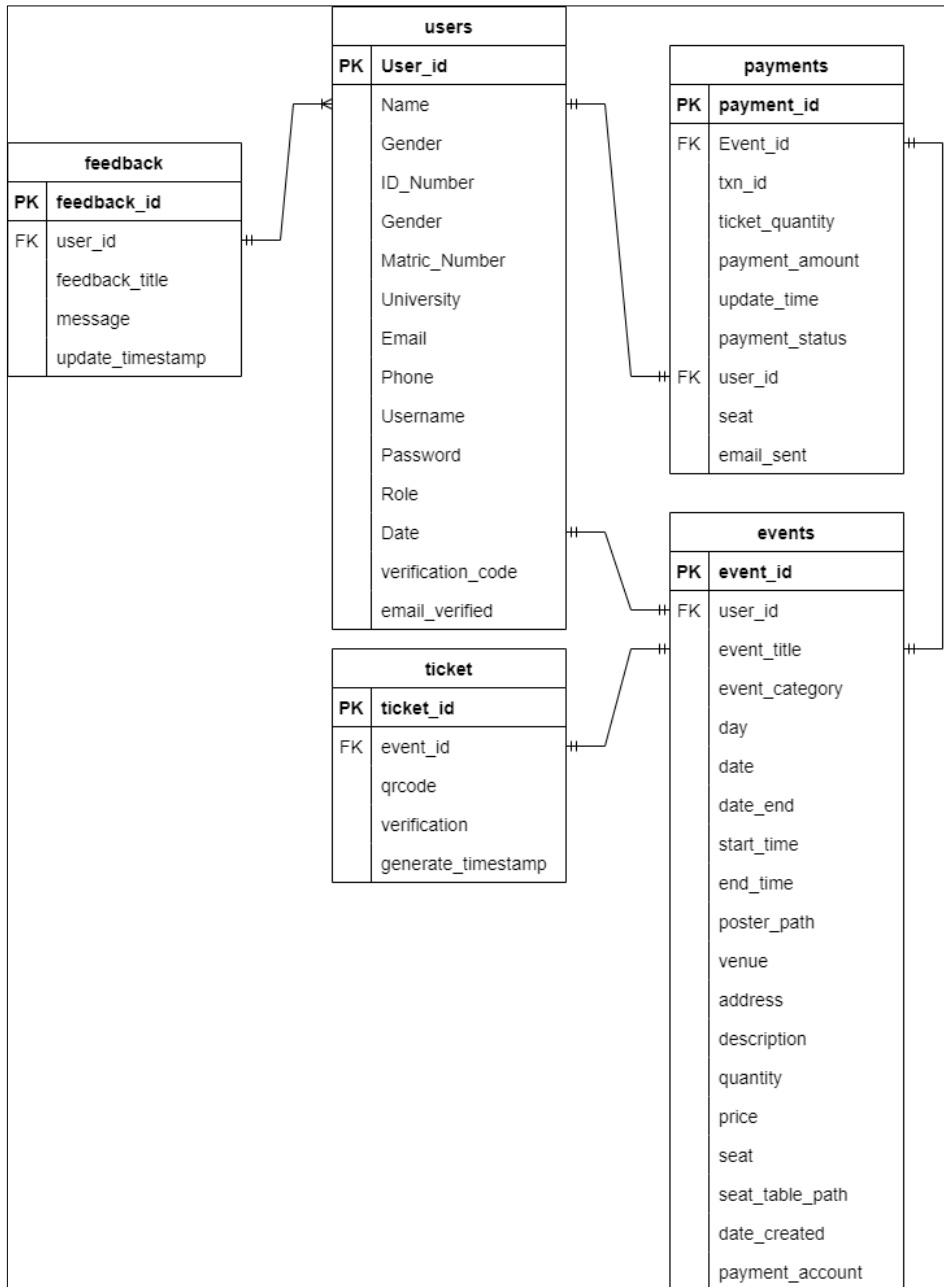 users
PK User_id
Name
Gender
ID_Number
Gender
Matric_Number
University
Email
Phone
Username
Password
Role
Date
verification_code
email_verified
payments
PK payment_id
FK Event_id
txn_id
ticket_quantity
payment_amount
update_time
payment_status
FK user_id
seat
email_sent
feedback
PK feedback_id
FK user_id
feedback_title
message
update_timestamp
events
PK event_id
FK user_id
event_title
event_category
day
date
date_end
start_time
end_time
poster_path
venue
address
description
quantity
price
seat
seat_table_path
date_created
payment_account
ticket
PK ticket_id
FK event_id
qrcode
verification
generate_timestamp